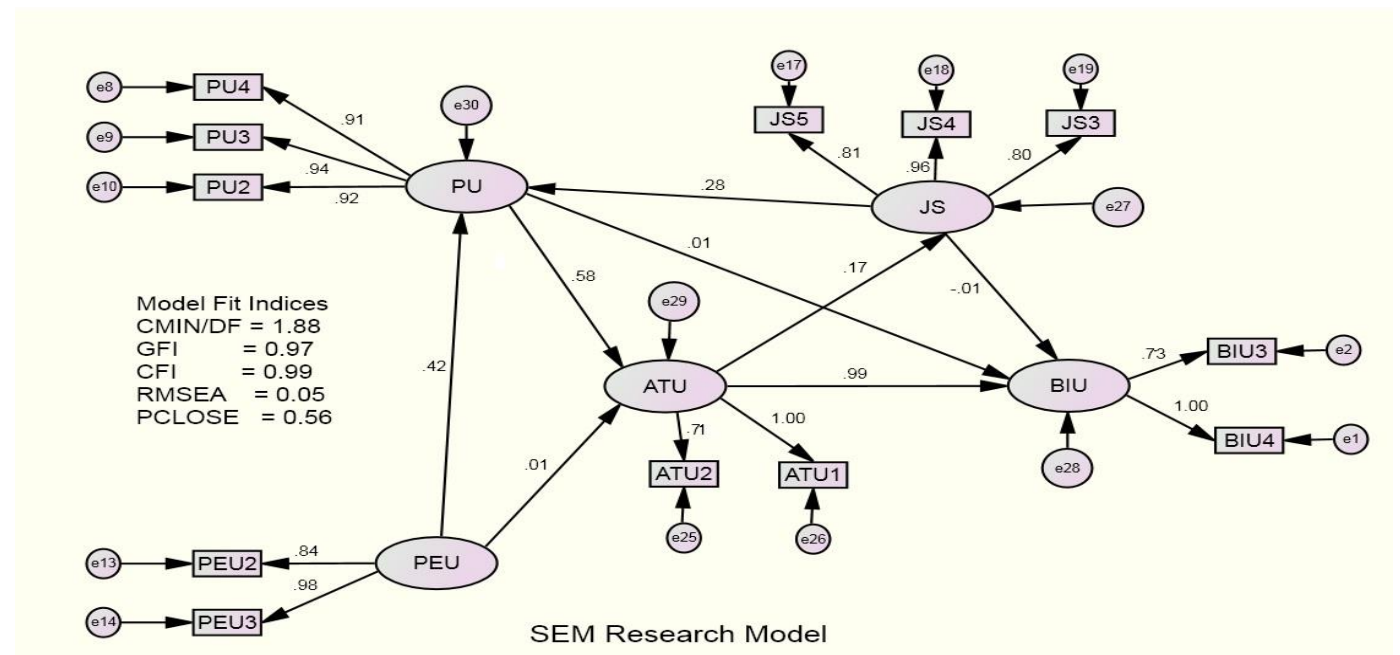 e17
e18
e19
e8
PU4
e30
JS5
JS4
JS3
.91
e9
PU3
.81
.96
.80
.94
e10
PU2
PU
.28
JS
e27
.92
.01
.58
.17
-.01
e29
Model Fit Indices
CMIN/DF = 1.88
GFI = 0.97
CFI = 0.99
RMSEA = 0.05
PCLOSE = 0.56
.42
ATU
.99
BIU
.73
BIU3
e2
1.00
BIU4
e1
.71
1.00
.01
ATU2
ATU1
e28
e25
e26
e13
PEU2
.84
PEU
.98
e14
PEU3
SEM Research Model